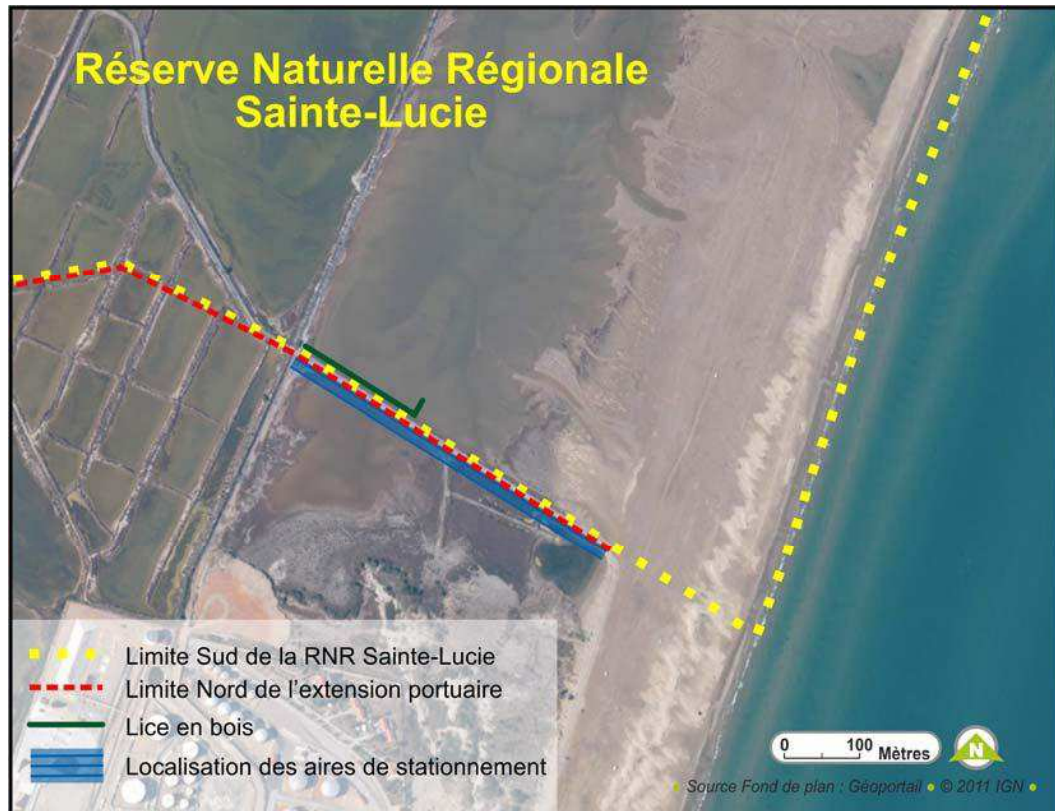 Réserve Naturelle Régionale
Sainte-Lucie
Limite Sud de la RNR Sainte-Lucie
Limite Nord de l'extension portuaire
Lice en bois
Localisation des aires de stationnement
0 100 Mètres
N
Source Fond de plan : Géoportail • © 2011 IGN •